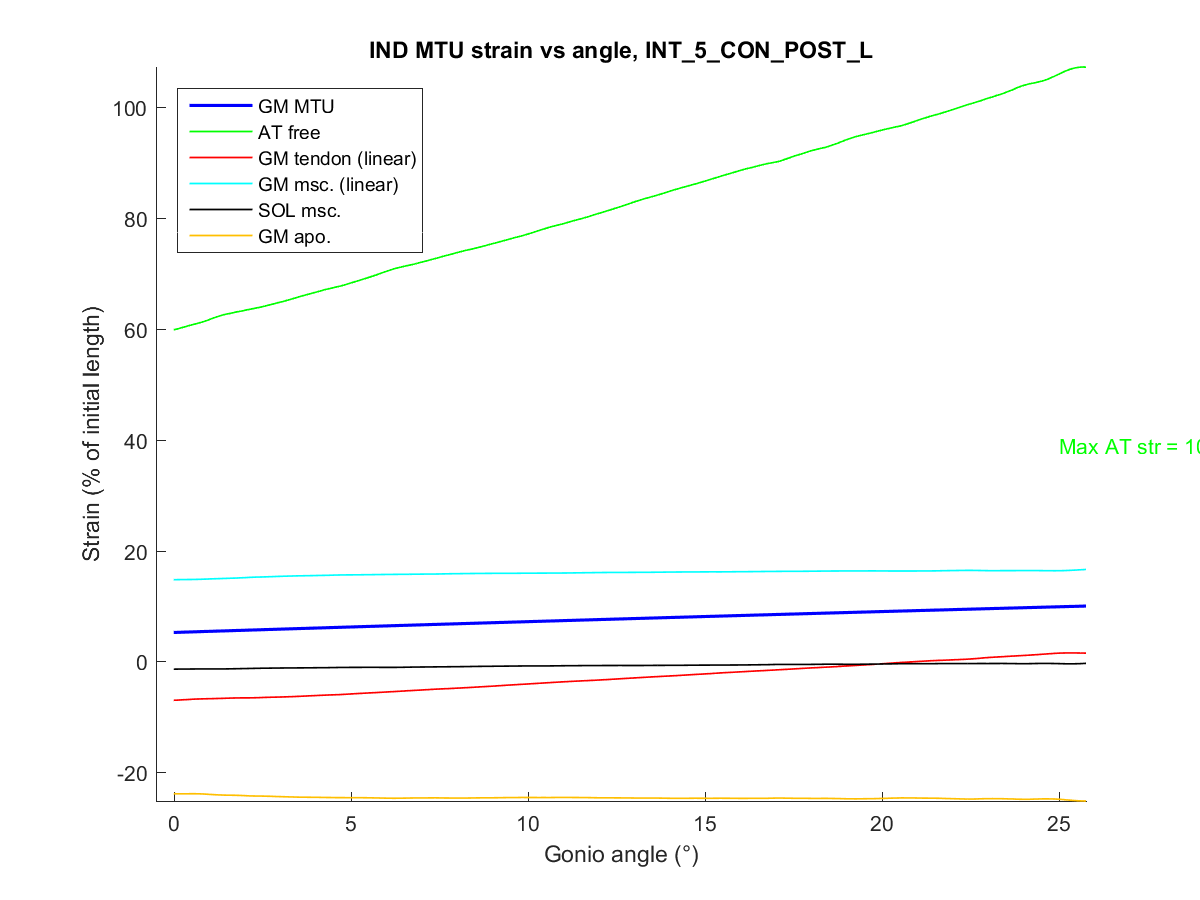 IND MTU strain vs angle, INT_5_CON_POST_L
GM MTU
AT free
GM tendon (linear)
GM msc. (linear)
SOL msc.
GM apo.
Strain (% of initial length)
100
80
60
40
20
0
-20
Max AT str = 10
0
5
10
15
20
25
Gonio angle (°)